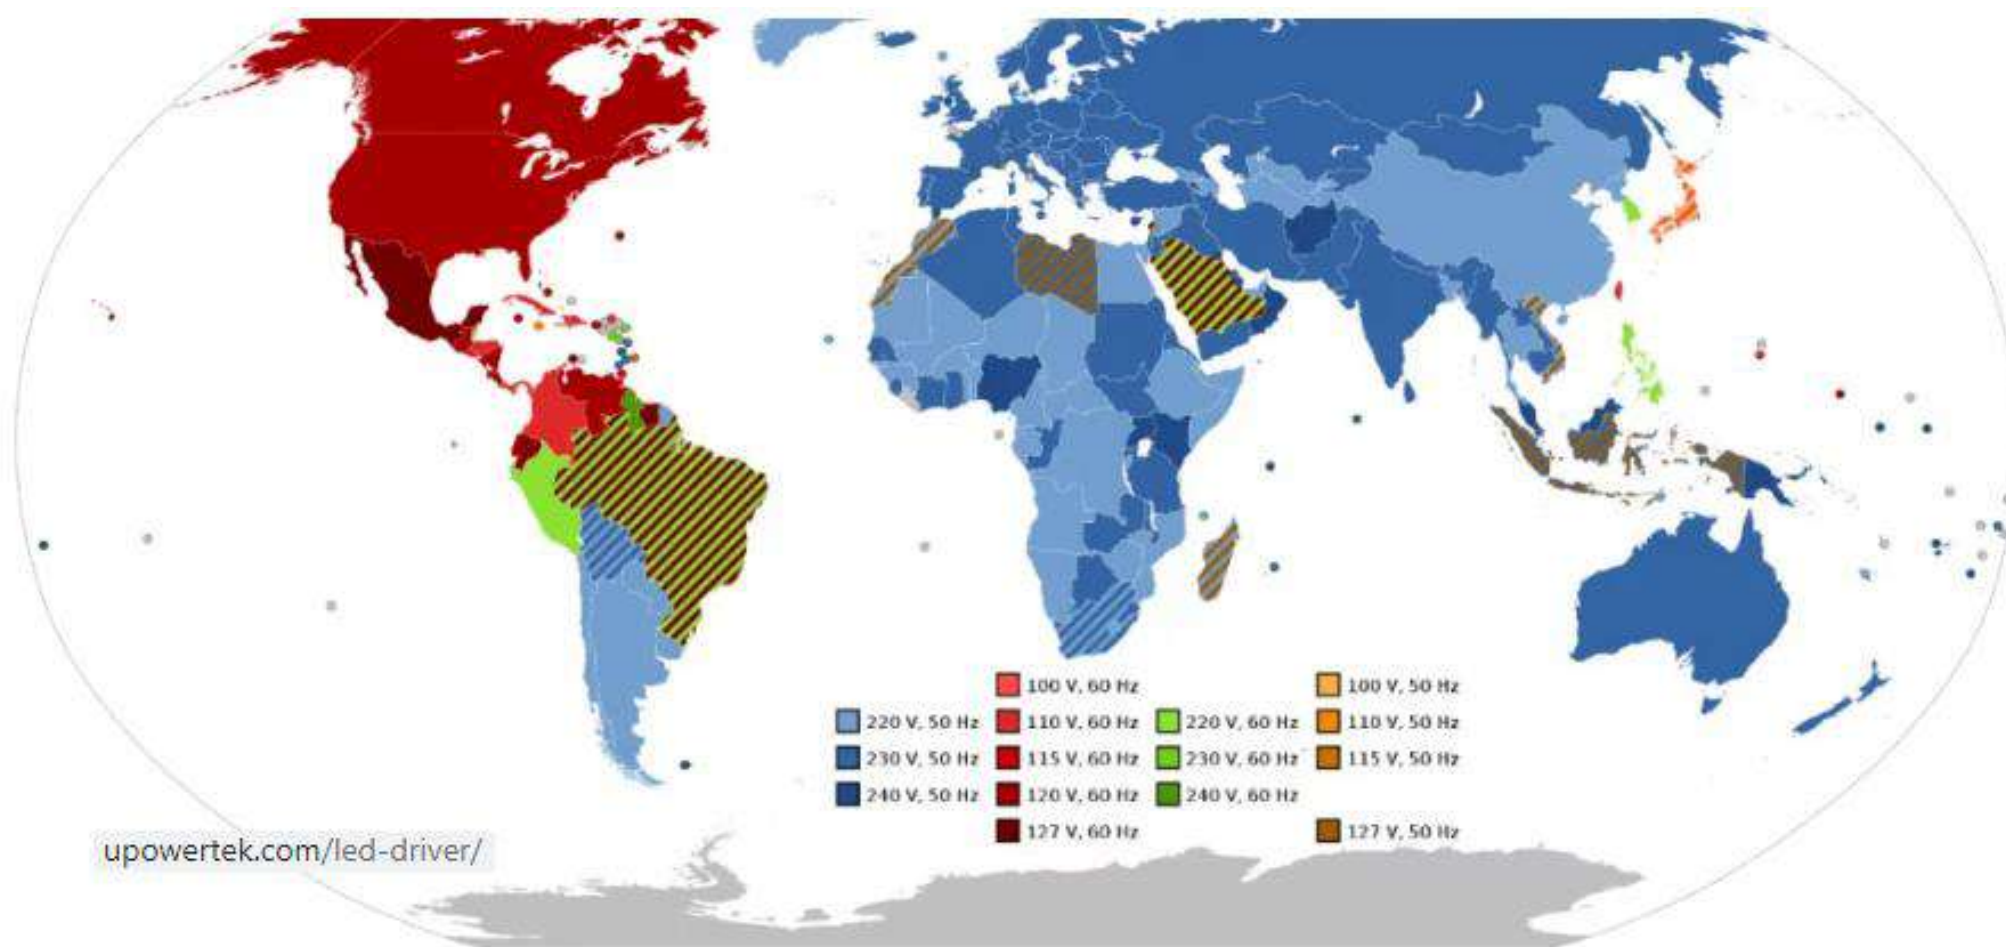 100 V, 60 Hz 100 V, 50 Hz
220 V, 50 Hz 110 V, 60 Hz 220 V, 60 Hz 110 V, 50 Hz
230 V, 50 Hz 115 V, 60 Hz 230 V, 60 Hz 115 V, 50 Hz
240 V, 50 Hz 120 V, 60 Hz 240 V, 60 Hz
127 V, 60 Hz 127 V, 50 Hz
upowertek.com/led-driver/